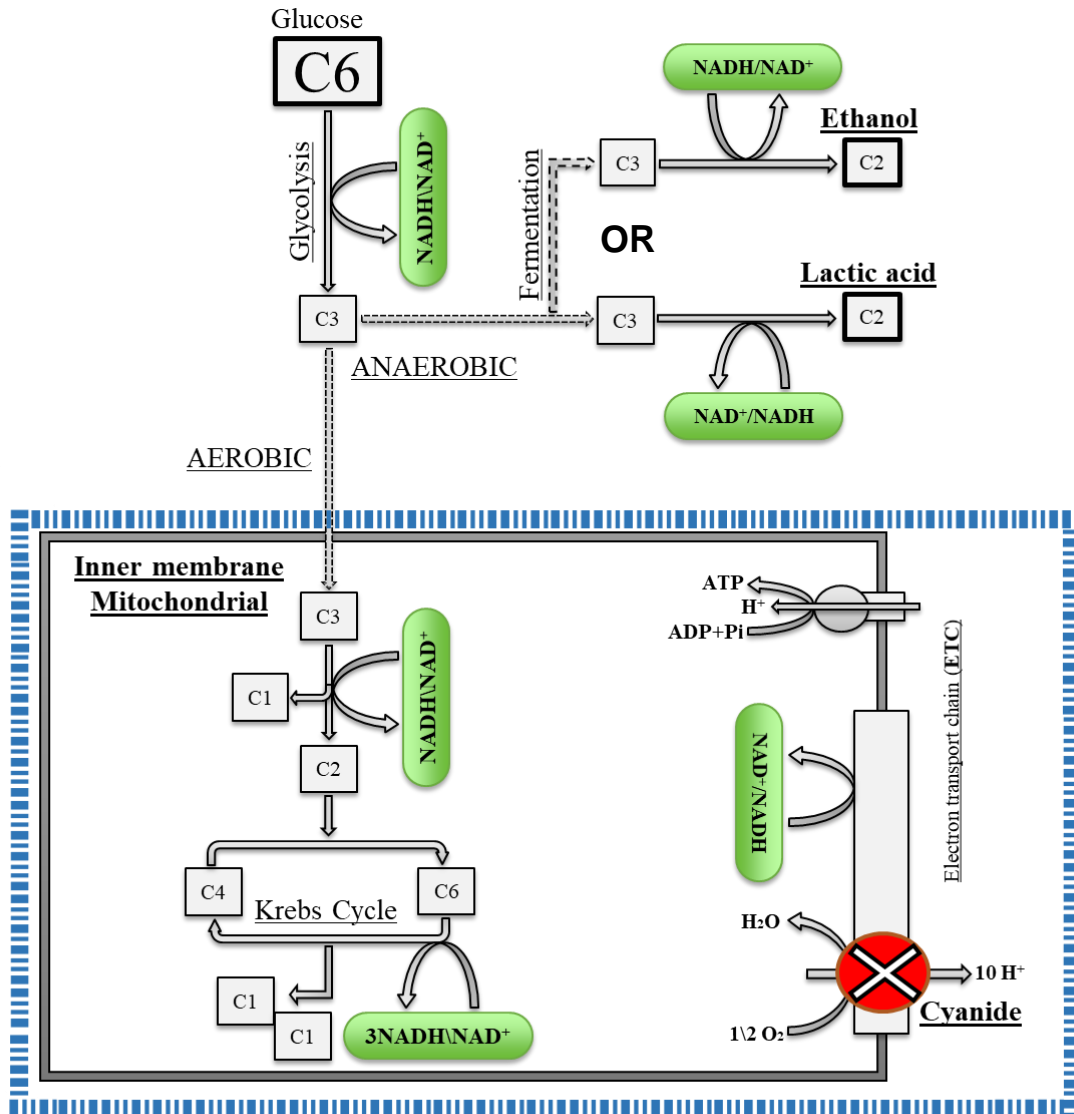 Glucose
C6
NADH/NAD⁺
Ethanol
C3
C2
Glycolysis
NADH\NAD⁺
Fermentation
OR
Lactic acid
C3
C3
C2
ANAEROBIC
NAD⁺/NADH
AEROBIC
Inner membrane
Mitochondrial
ATP
H⁺
ADP+Pi
C3
NADH\NAD⁺
C1
C2
Electron transport chain (ETC)
NAD⁺/NADH
C4
C6
Krebs Cycle
H₂O
10 H⁺
Cyanide
1\2 O₂
C1
C1
3NADH\NAD⁺